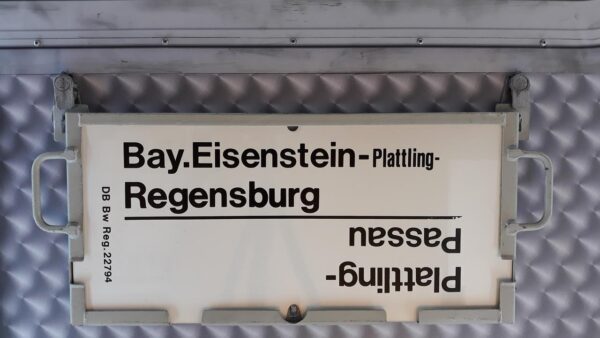 Bay.Eisenstein-Plattling-
Regensburg
Plattling-
Passau
DB Bw Reg. 22794